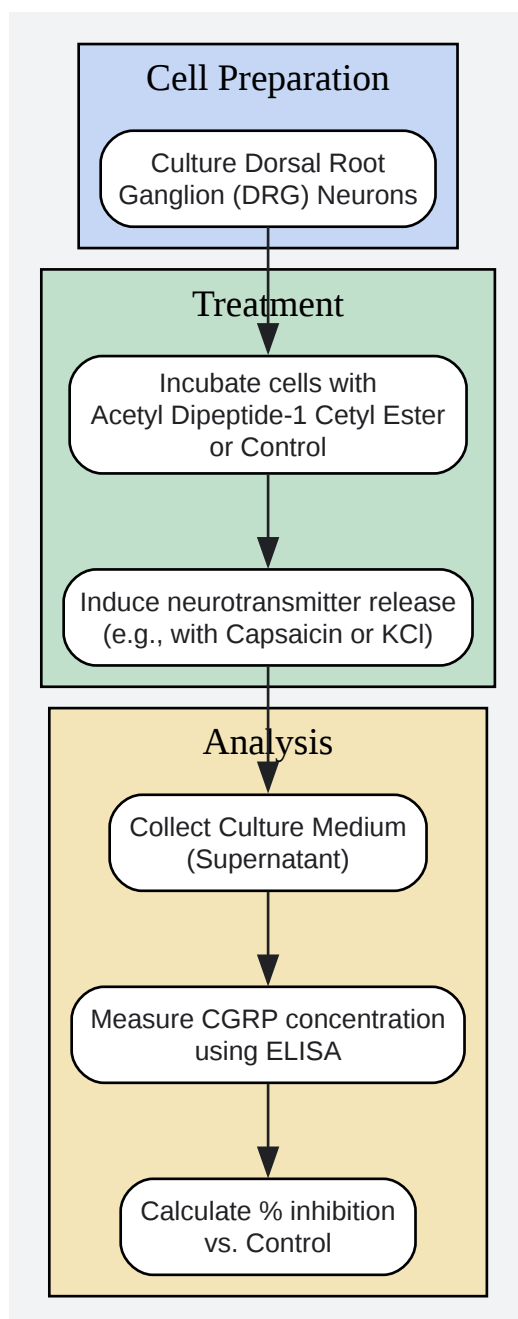 Cell Preparation
Culture Dorsal Root
Ganglion (DRG) Neurons
Treatment
Incubate cells with
Acetyl Dipeptide-1 Cetyl Ester
or Control
Induce neurotransmitter release
(e.g., with Capsaicin or KCl)
Analysis
Collect Culture Medium
(Supernatant)
Measure CGRP concentration
using ELISA
Calculate % inhibition
vs. Control